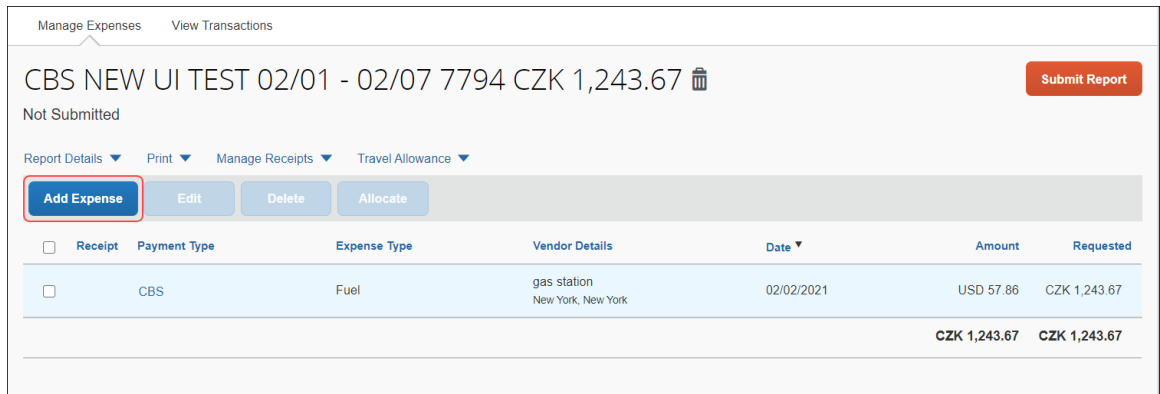 Manage Expenses View Transactions
CBS NEW UI TEST 02/01 - 02/07 7794 CZK 1,243.67
Submit Report
Not Submitted
Report Details Print Manage Receipts Travel Allowance
Add Expense Edit Delete Allocate
Receipt Payment Type Expense Type Vendor Details Date Amount Requested
CBS Fuel gas station 02/02/2021 USD 57.86 CZK 1,243.67
New York, New York
CZK 1,243.67 CZK 1,243.67